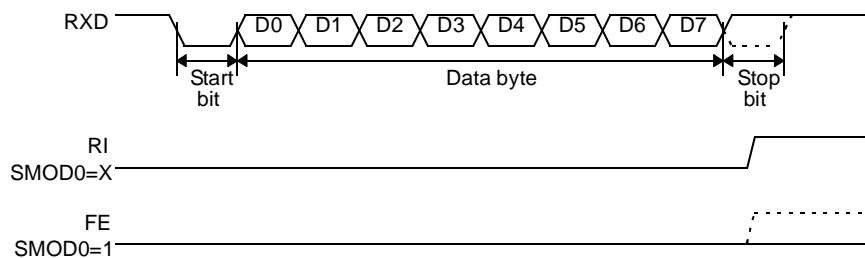 RXD D0 D1 D2 D3 D4 D5 D6 D7
Start Data byte Stop
bit bit
RI
SMOD0=X
FE
SMOD0=1